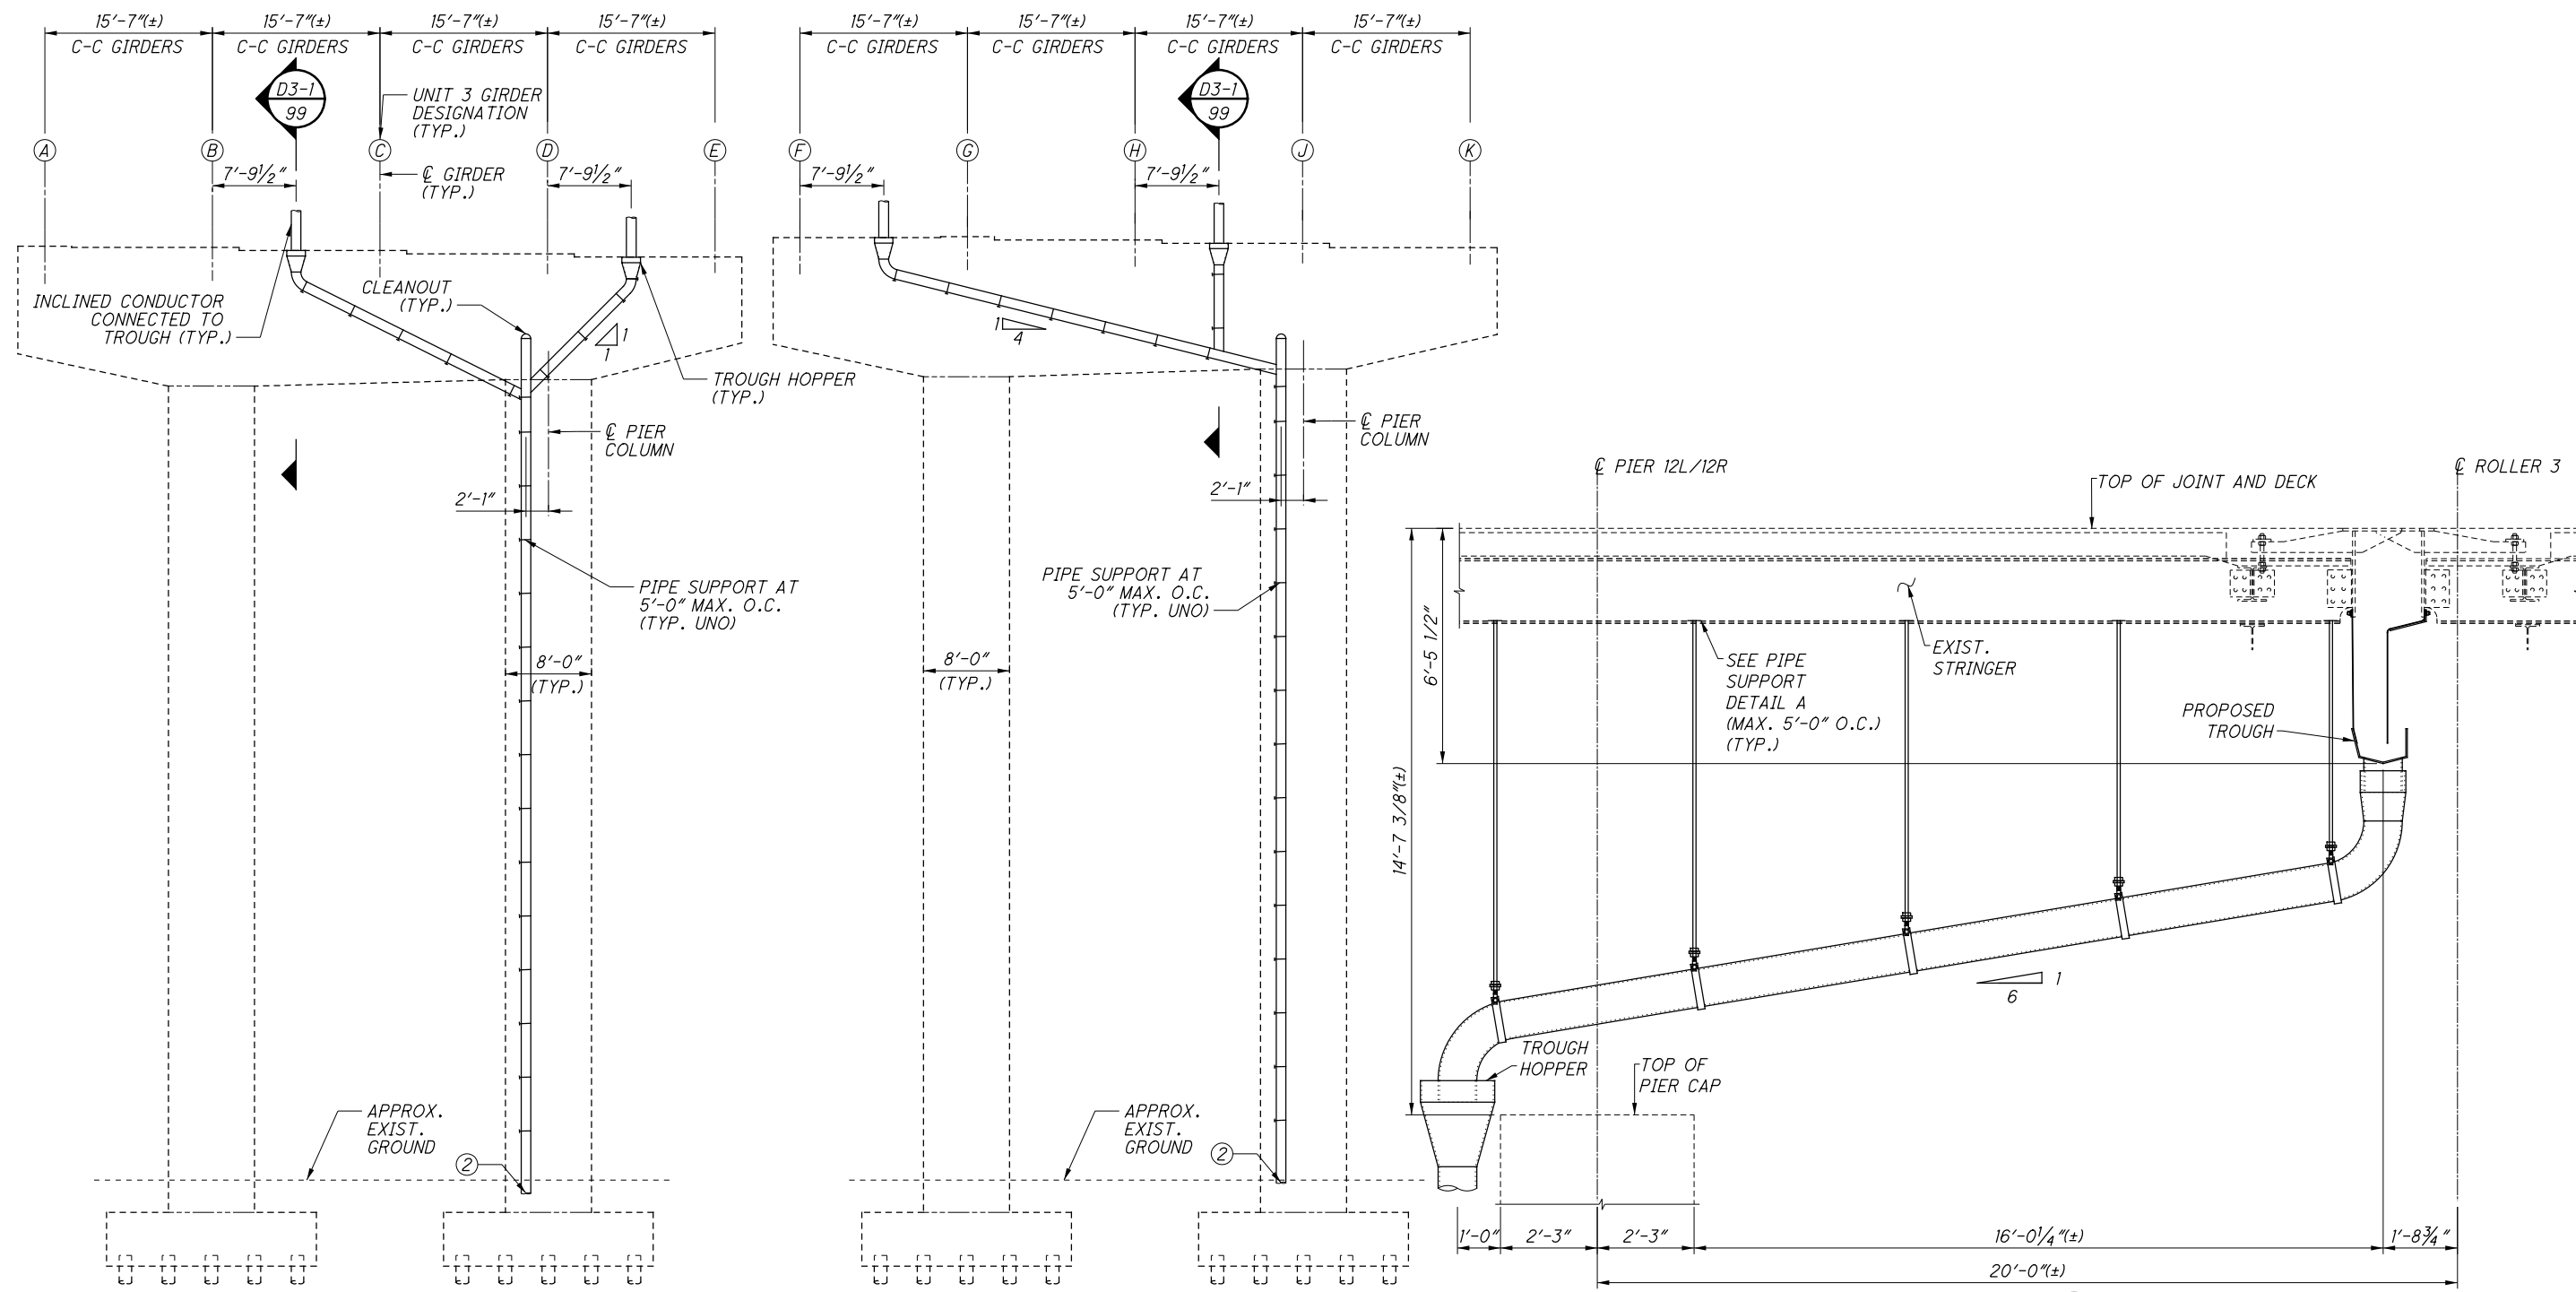 15'-7"(±)
C-C GIRDERS
15'-7"(±)
C-C GIRDERS
15'-7"(±)
C-C GIRDERS
15'-7"(±)
C-C GIRDERS
D3-1
99
UNIT 3 GIRDER
DESIGNATION
(TYP.)
A
B
C
D
E
7'-9½"
℄ GIRDER
(TYP.)
7'-9½"
INCLINED CONDUCTOR
CONNECTED TO
TROUGH (TYP.)
CLEANOUT
(TYP.)
1
1
TROUGH HOPPER
(TYP.)
℄ PIER
COLUMN
2'-1"
PIPE SUPPORT AT
5'-0" MAX. O.C.
(TYP. UNO)
8'-0"
(TYP.)
APPROX.
EXIST.
GROUND
2
15'-7"(±)
C-C GIRDERS
15'-7"(±)
C-C GIRDERS
15'-7"(±)
C-C GIRDERS
15'-7"(±)
C-C GIRDERS
D3-1
99
F
G
H
J
K
7'-9½"
7'-9½"
1
4
℄ PIER
COLUMN
2'-1"
PIPE SUPPORT AT
5'-0" MAX. O.C.
(TYP. UNO)
8'-0"
(TYP.)
APPROX.
EXIST.
GROUND
2
℄ PIER 12L/12R
℄ ROLLER 3
TOP OF JOINT AND DECK
6'-5 1/2"
14'-7 3/8"(±)
EXIST.
STRINGER
SEE PIPE
SUPPORT
DETAIL A
(MAX. 5'-0" O.C.)
(TYP.)
PROPOSED
TROUGH
1
6
TROUGH
HOPPER
TOP OF
PIER CAP
1'-0"
2'-3"
2'-3"
16'-0¼"(±)
1'-8¾"
20'-0"(±)